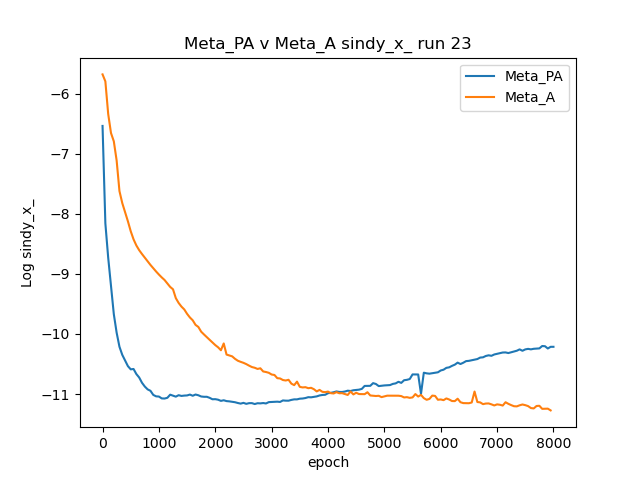 Meta_PA v Meta_A sindy_x_ run 23
Meta_PA
Meta_A
Log sindy_x_
−6
−7
−8
−9
−10
−11
0 1000 2000 3000 4000 5000 6000 7000 8000
epoch